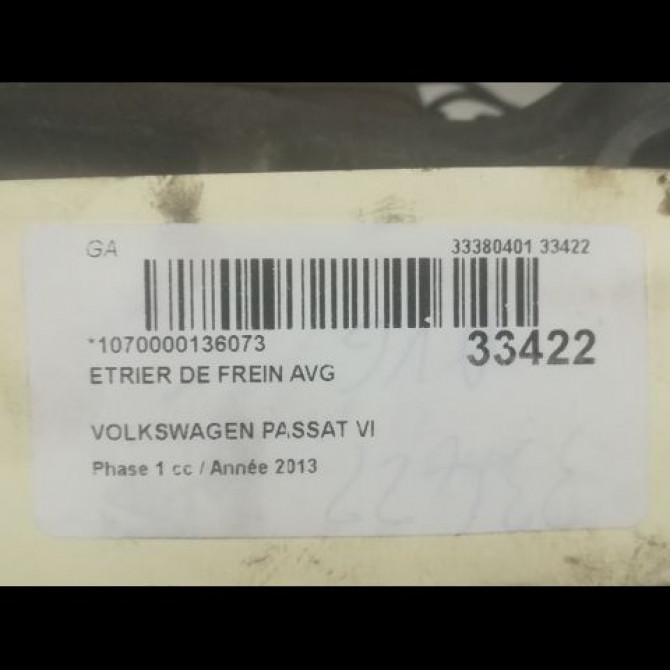 GA 33380401 33422
*1070000136073 33422
ETRIER DE FREIN AVG
VOLKSWAGEN PASSAT VI
Phase 1 cc / Année 2013